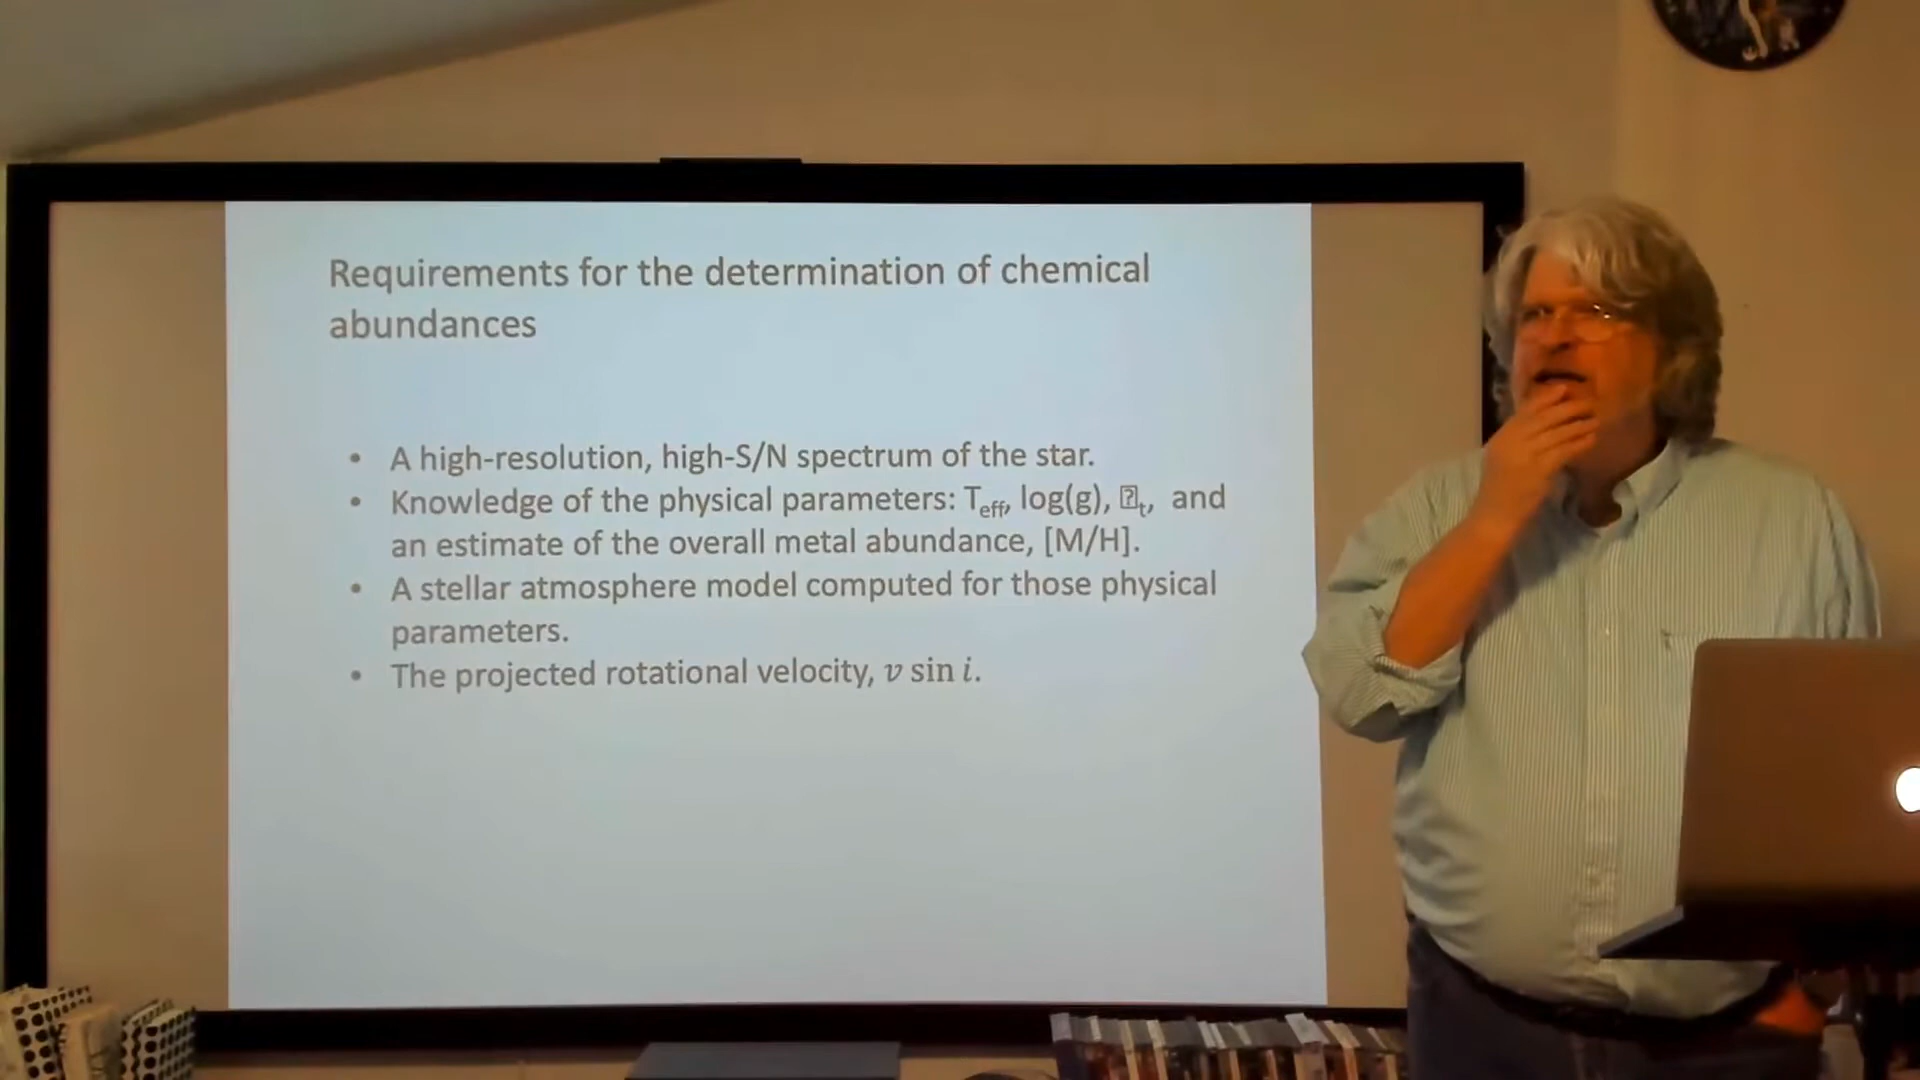 Requirements for the determination of chemical
abundances
• A high-resolution, high-S/N spectrum of the star.
• Knowledge of the physical parameters: Teff, log(g), ⍰t, and
an estimate of the overall metal abundance, [M/H].
• A stellar atmosphere model computed for those physical
parameters.
• The projected rotational velocity, v sin i.